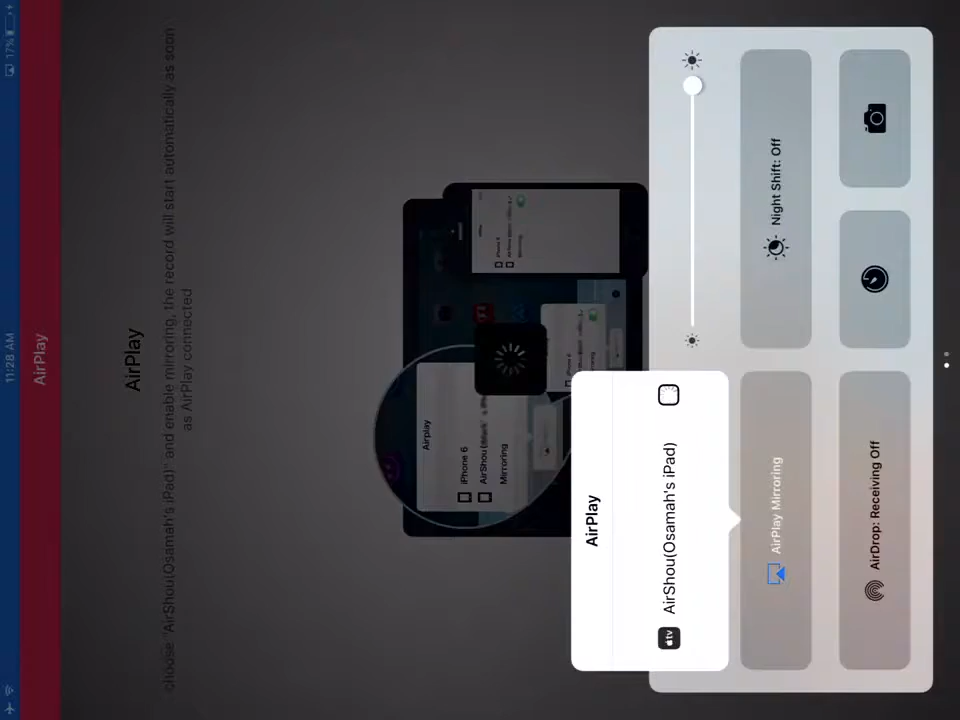 11:28 AM
17%
AirPlay
AirPlay
choose "AirShou(Osamah's iPad)" and enable mirroring, the record will start automatically as soon
as AirPlay connected
Airplay
iPhone 6
Mirroring
AirPlay
tv AirShou(Osamah's iPad)
AirPlay Mirroring
Night Shift: Off
AirDrop: Receiving Off